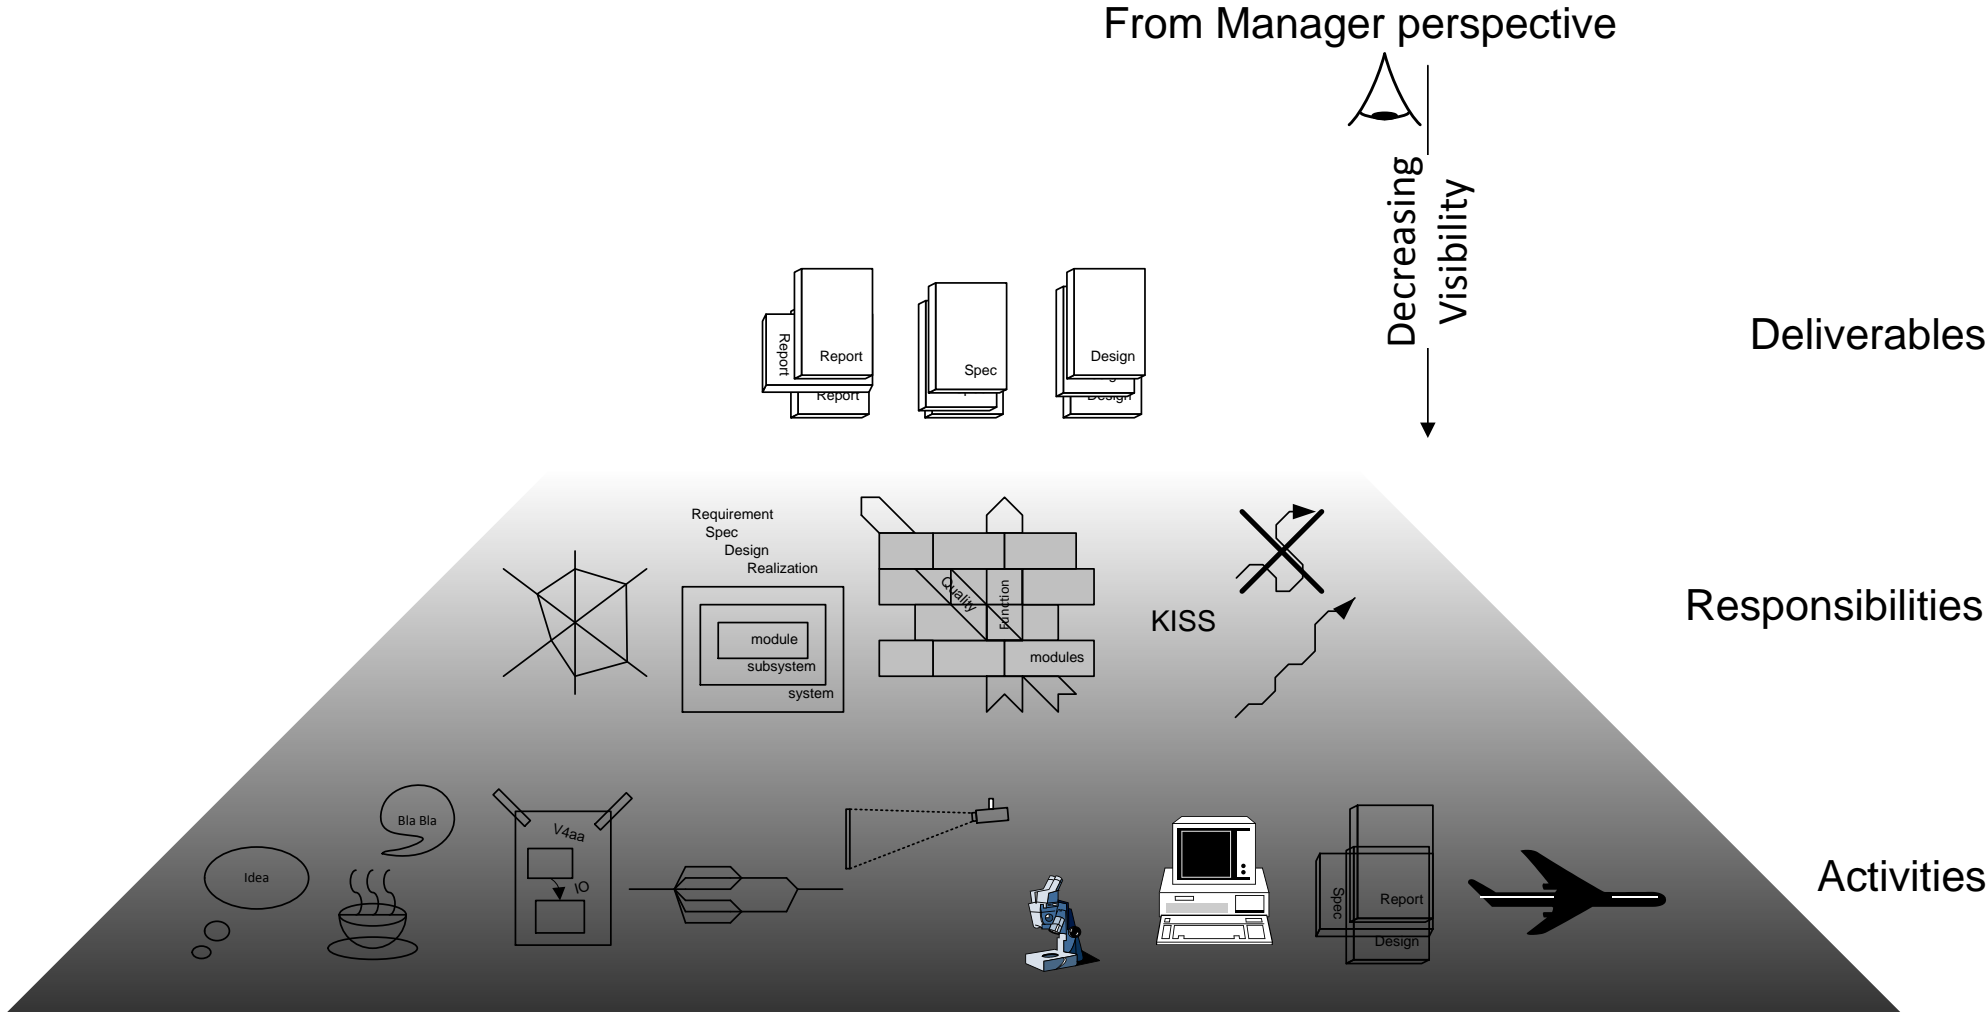 From Manager perspective
Decreasing
Visibility
Deliverables
Report
Report
Report
Spec
Design
Design
Responsibilities
Requirement
Spec
Design
Realization
module
subsystem
system
Quality
Function
modules
KISS
Activities
Idea
Bla Bla
V4aa
IO
Spec
Report
Design